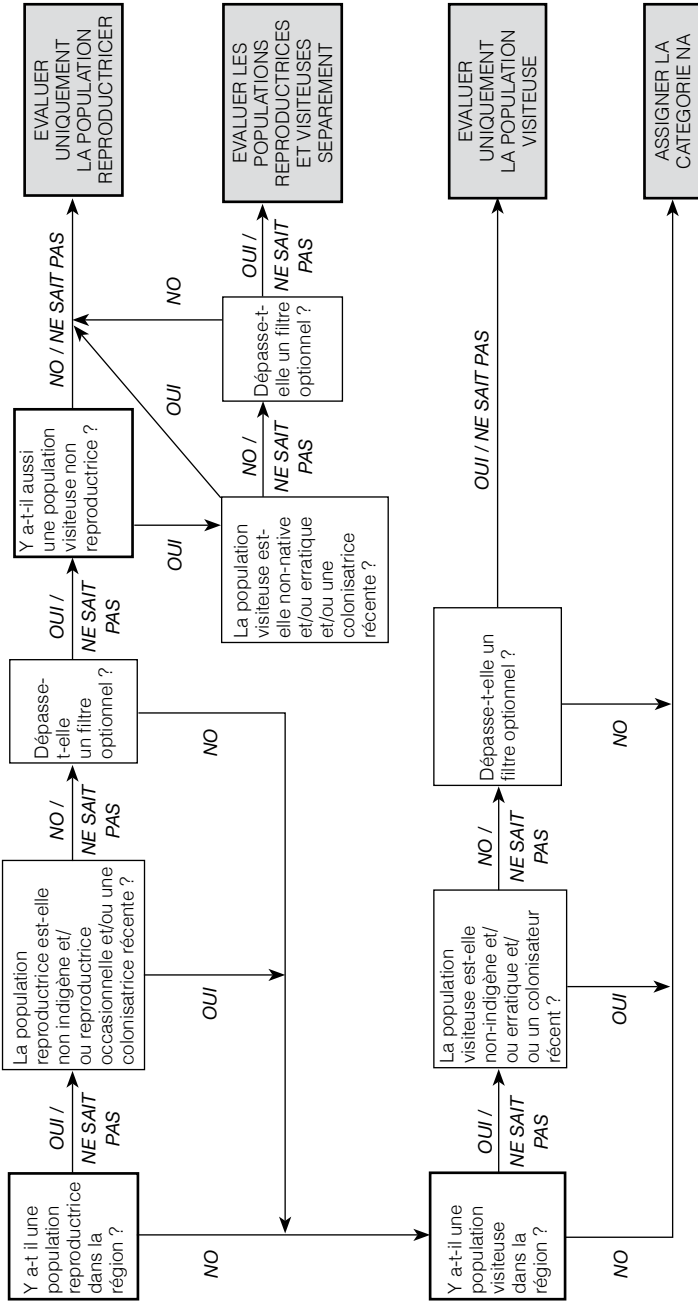 Y a-t il une
population
reproductrice
dans la
région ?
OUI /
NE SAIT
PAS
NO
La population
reproductrice est-elle
non indigène et/
ou reproductrice
occasionnelle et/ou une
colonisatrice récente ?
NO /
NE SAIT
PAS
OUI
Dépasse-
t-elle
un filtre
optionnel ?
OUI /
NE SAIT
PAS
NO
Y a-t-il aussi
une population
visiteuse non
reproductrice ?
NO / NE SAIT PAS
OUI
EVALUER
UNIQUEMENT
LA POPULATION
REPRODUCTRICER
La population
visiteuse est-
elle non-native
et/ou erratique
et/ou une
colonisatrice
récente ?
OUI
NO /
NE SAIT
PAS
Dépasse-t-
elle un filtre
optionnel ?
NO
OUI /
NE SAIT
PAS
EVALUER LES
POPULATIONS
REPRODUCTRICES
ET VISITEUSES
SEPAREMENT
Y a-t-il une
population
visiteuse
dans la
région ?
OUI /
NE SAIT
PAS
NO
La population
visiteuse est-elle
non-indigène et/
ou erratique et/
ou un colonisateur
récent ?
NO /
NE SAIT
PAS
OUI
Dépasse-t-elle un
filtre optionnel ?
OUI / NE SAIT PAS
NO
EVALUER
UNIQUEMENT
LA POPULATION
VISITEUSE
ASSIGNER LA
CATEGORIE NA